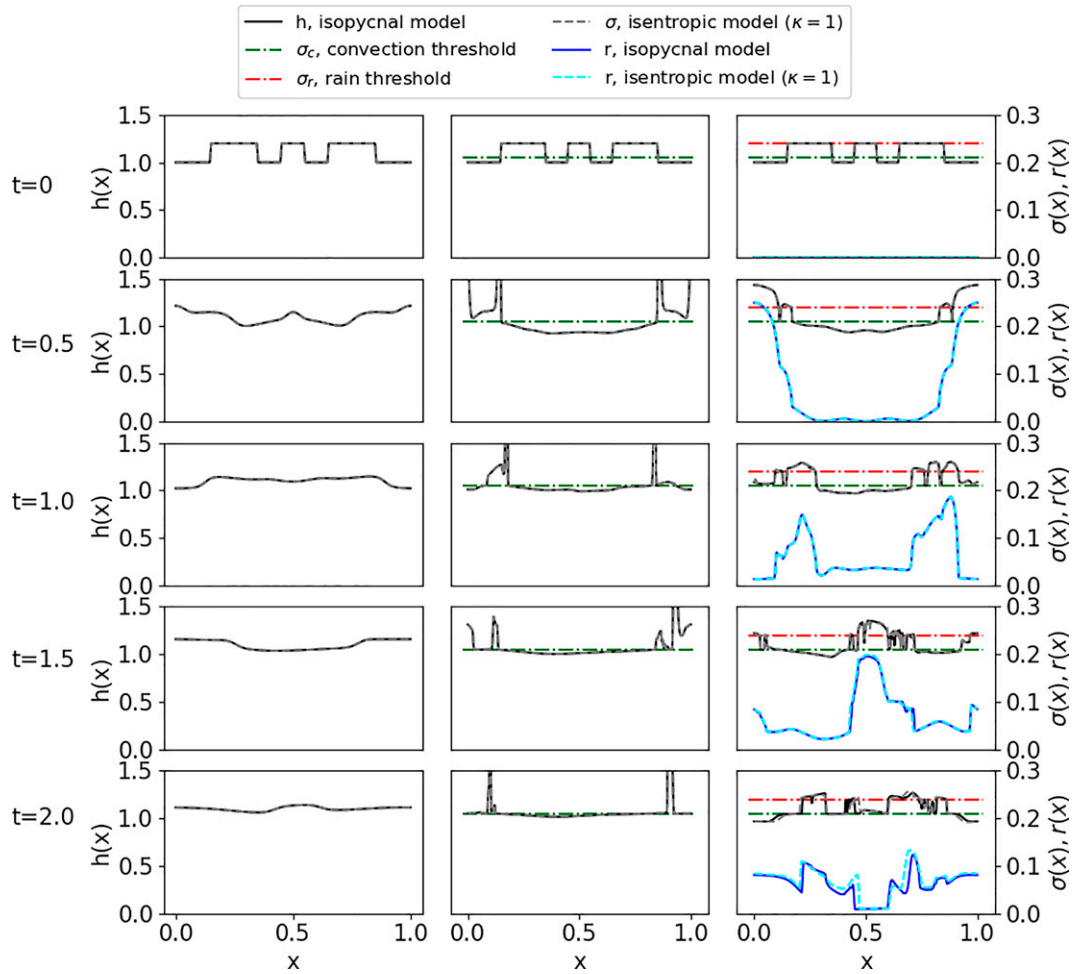 h, isopycnal model
σ_c, convection threshold
σ_r, rain threshold
σ, isentropic model (κ = 1)
r, isopycnal model
r, isentropic model (κ = 1)
t=0
h(x)
1.5
1.0
0.5
0.0
0.3
0.2
0.1
0.0
σ(x), r(x)
t=0.5
h(x)
1.5
1.0
0.5
0.0
0.3
0.2
0.1
0.0
σ(x), r(x)
t=1.0
h(x)
1.5
1.0
0.5
0.0
0.3
0.2
0.1
0.0
σ(x), r(x)
t=1.5
h(x)
1.5
1.0
0.5
0.0
0.3
0.2
0.1
0.0
σ(x), r(x)
t=2.0
h(x)
1.5
1.0
0.5
0.0
0.3
0.2
0.1
0.0
σ(x), r(x)
0.0 0.5 1.0
0.0 0.5 1.0
0.0 0.5 1.0
x
x
x